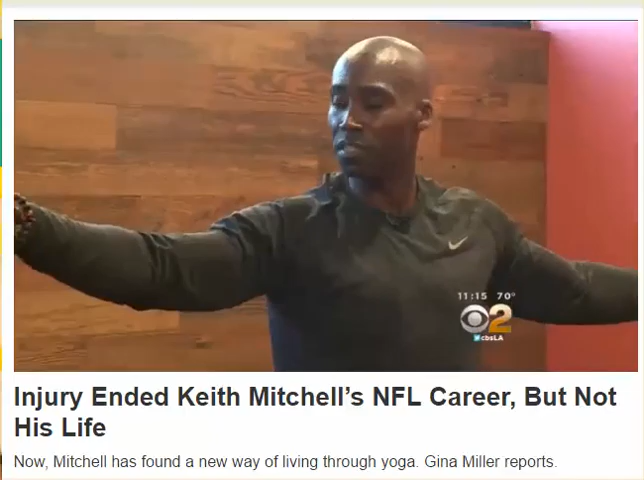 11:15 70°
2
@cbsLA
Injury Ended Keith Mitchell's NFL Career, But Not
His Life
Now, Mitchell has found a new way of living through yoga. Gina Miller reports.